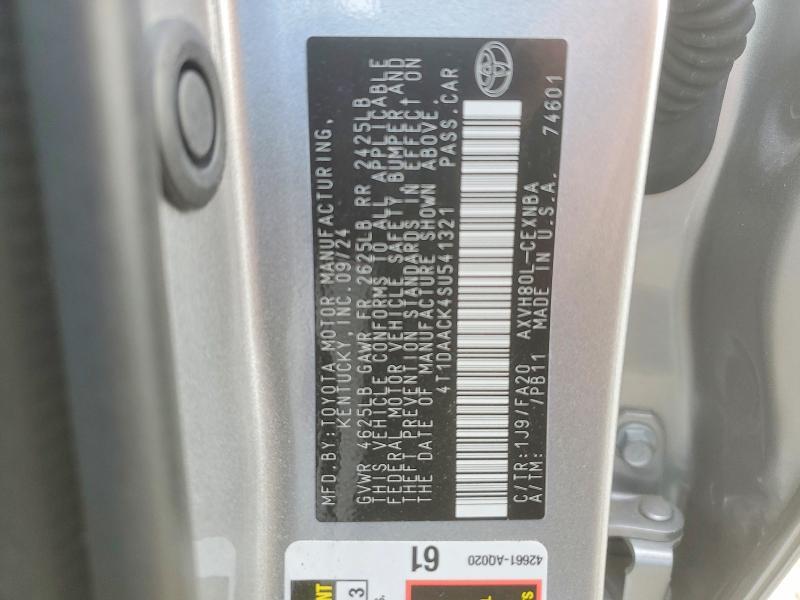 MFD.BY:TOYOTA MOTOR MANUFACTURING,
KENTUCKY, INC. 09/24
GVWR 4625LB GAWR FR 2625LB RR 2425LB
THIS VEHICLE CONFORMS TO ALL APPLICABLE
FEDERAL MOTOR VEHICLE SAFETY, BUMPER, AND
THEFT PREVENTION STANDARDS IN EFFECT ON
THE DATE OF MANUFACTURE SHOWN ABOVE.
4T1DAACK4SU541321 PASS.CAR
C/TR:1J9/FA20 AXVH80L-CEXNBA
A/TM: /PB11 MADE IN U.S.A. 74601
42661-AQ020
61
NT
3
s.
L